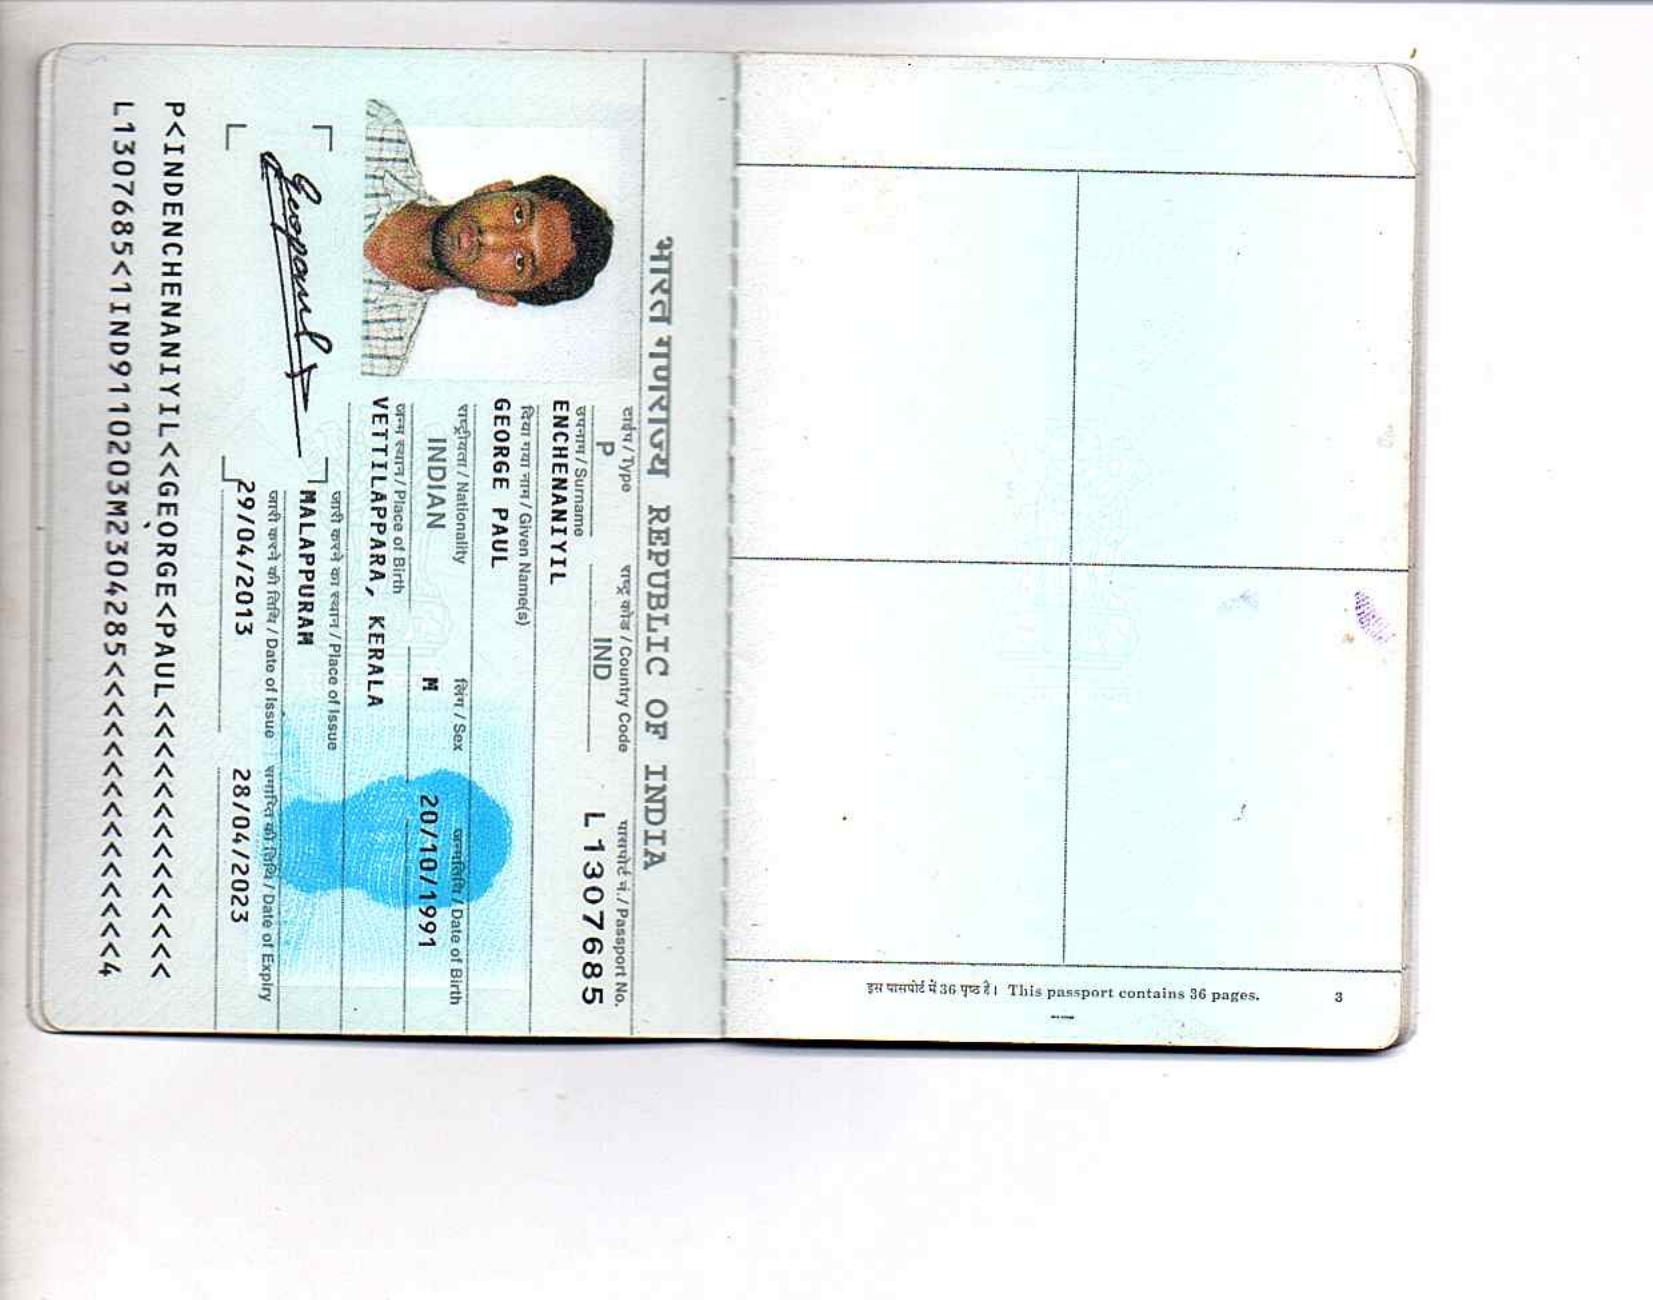 भारत गणराज्य REPUBLIC OF INDIA
टाईप / Type
राष्ट्र कोड / Country Code
पासपोर्ट नं. / Passport No.
P
IND
L1307685
उपनाम / Surname
ENCHENANIYIL
दिया गया नाम / Given Name(s)
GEORGE PAUL
राष्ट्रीयता / Nationality
लिंग / Sex
जन्मतिथि / Date of Birth
INDIAN
M
20/10/1991
जन्म स्थान / Place of Birth
VETTILAPPARA, KERALA
जारी करने का स्थान / Place of Issue
MALAPPURAM
जारी करने की तिथि / Date of Issue
समाप्ति की तिथि / Date of Expiry
29/04/2013
28/04/2023
Geopaul
P<INDENCHENANIYIL<<GEORGE<PAUL<<<<<<<<<<<<<<
L1307685<1IND9110203M2304285<<<<<<<<<<<<<<<4
इस पासपोर्ट में 36 पृष्ठ है। This passport contains 36 pages.
3